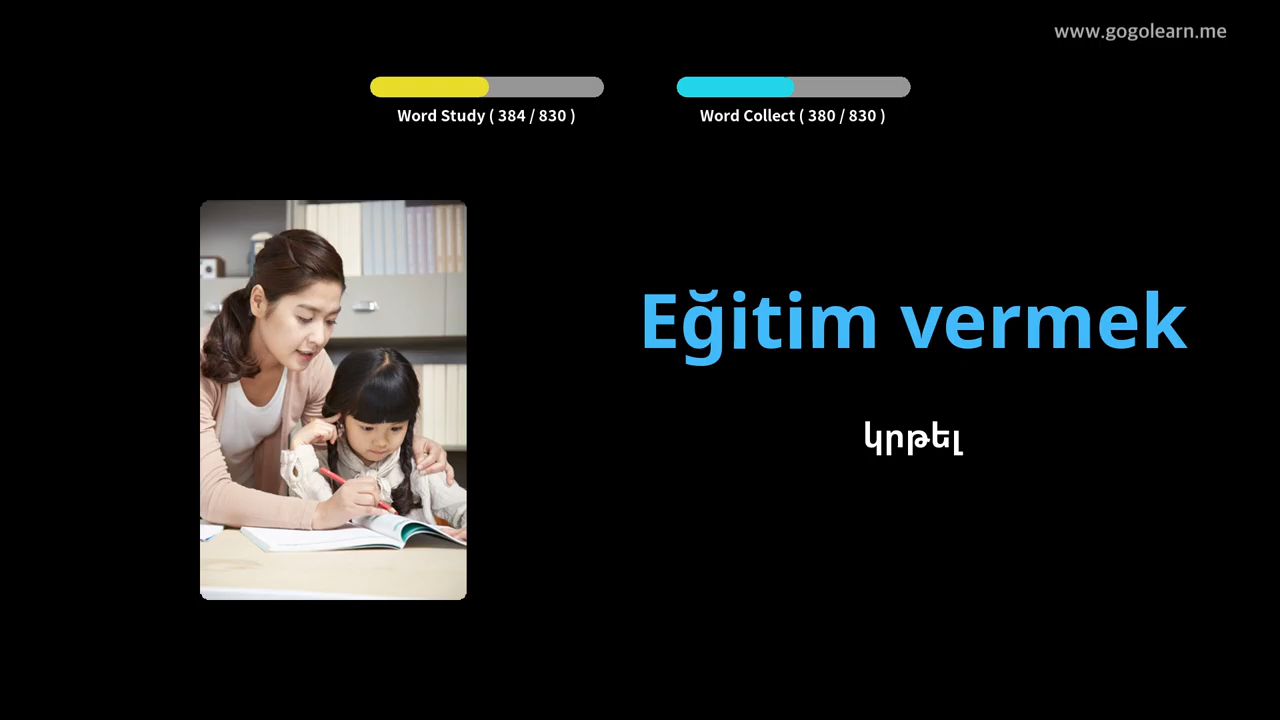 www.gogolearn.me
Word Study ( 384 / 830 )
Word Collect ( 380 / 830 )
Eğitim vermek
կրթել